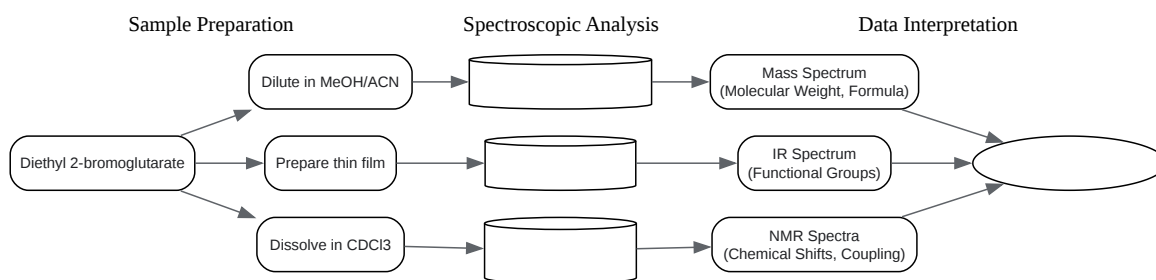 Sample Preparation
Spectroscopic Analysis
Data Interpretation
Dilute in MeOH/ACN
Mass Spectrum
(Molecular Weight, Formula)
Diethyl 2-bromoglutarate
Prepare thin film
IR Spectrum
(Functional Groups)
Dissolve in CDCl3
NMR Spectra
(Chemical Shifts, Coupling)